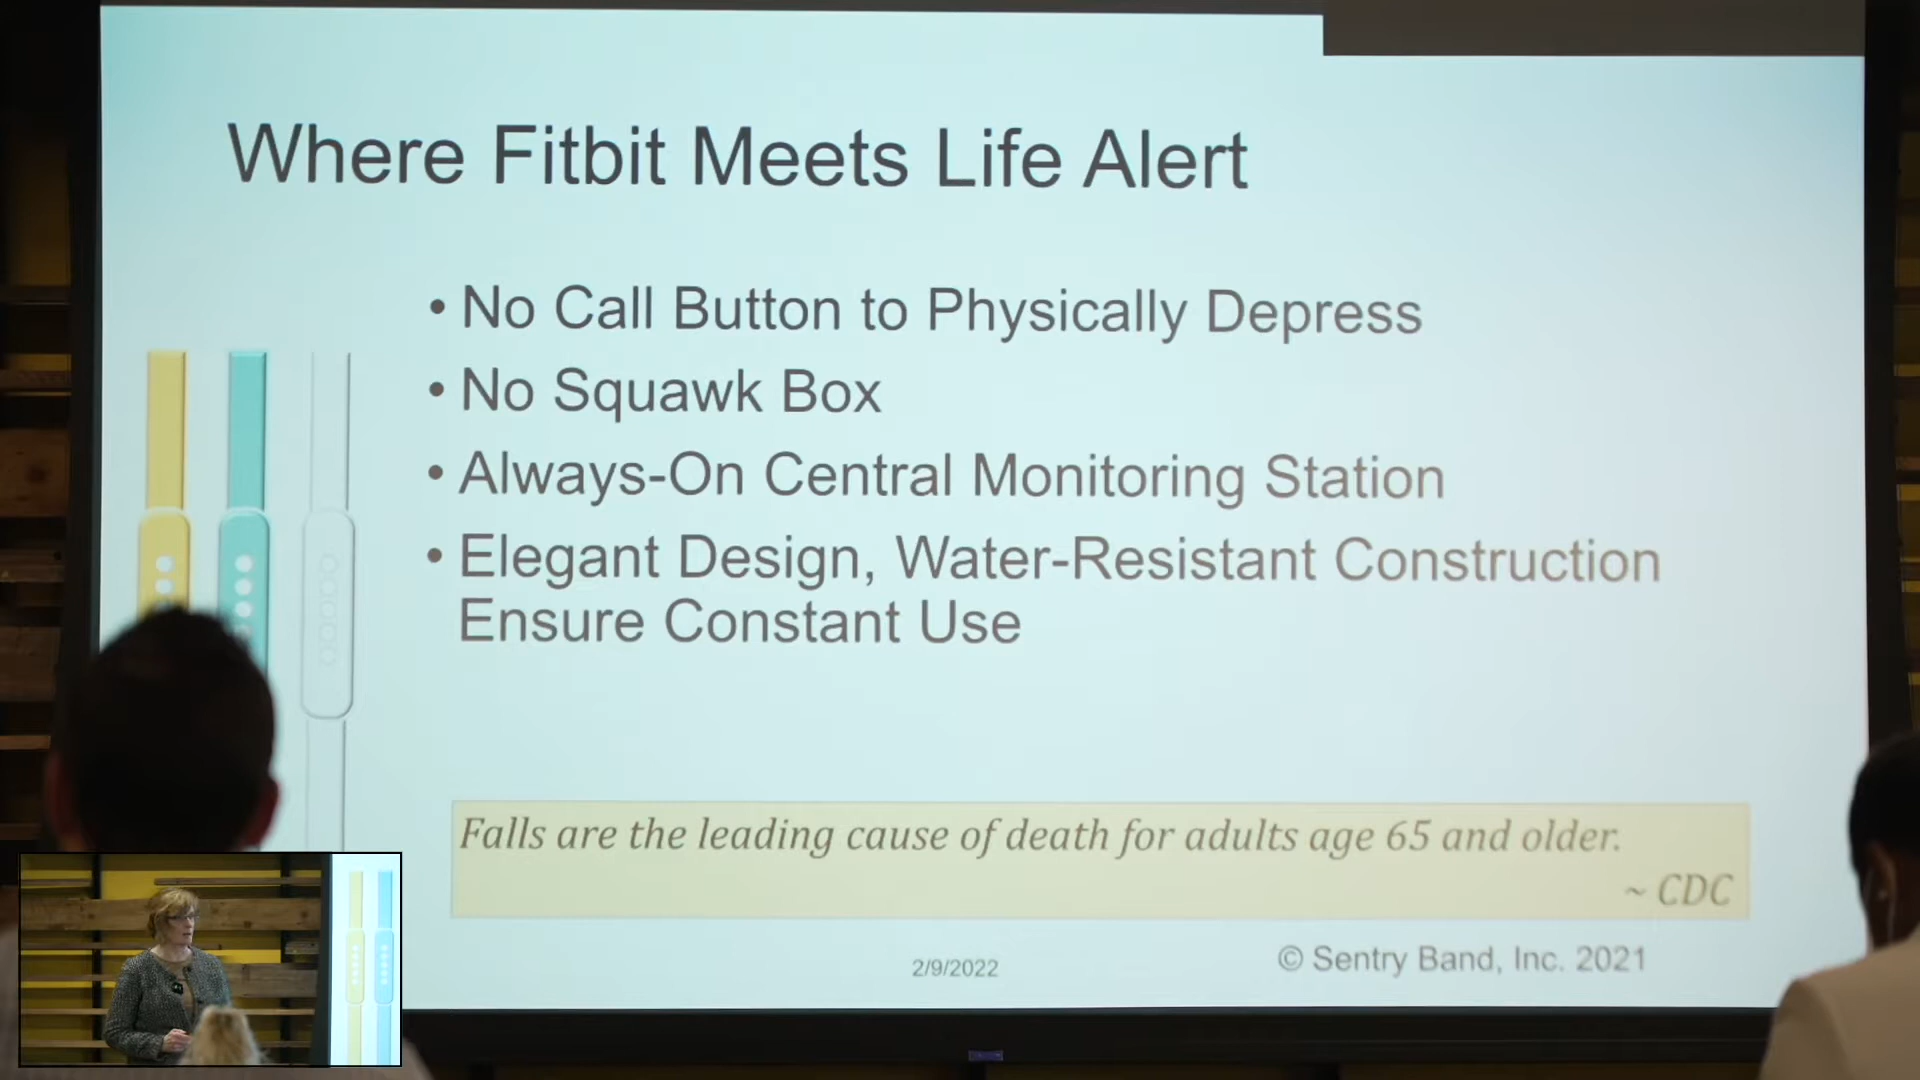 Where Fitbit Meets Life Alert
• No Call Button to Physically Depress
• No Squawk Box
• Always-On Central Monitoring Station
• Elegant Design, Water-Resistant Construction
Ensure Constant Use
Falls are the leading cause of death for adults age 65 and older.
~ CDC
2/9/2022
© Sentry Band, Inc. 2021